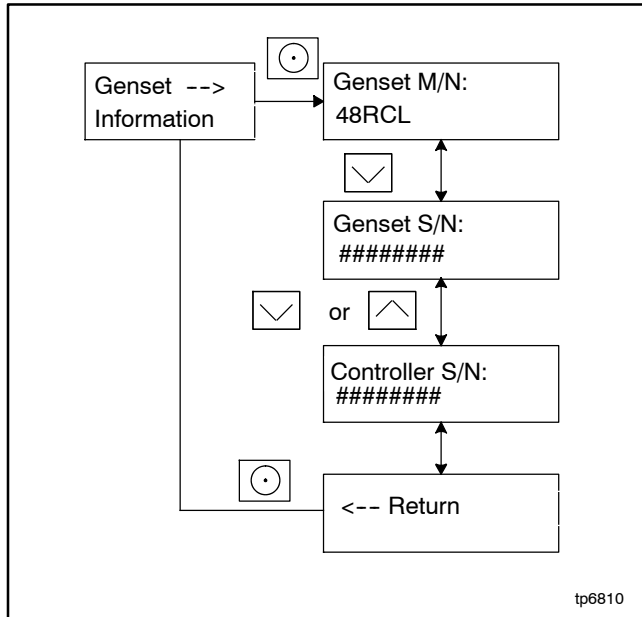 Genset -->
Information
Genset M/N:
48RCL
Genset S/N:
########
or
Controller S/N:
########
<-- Return
tp6810